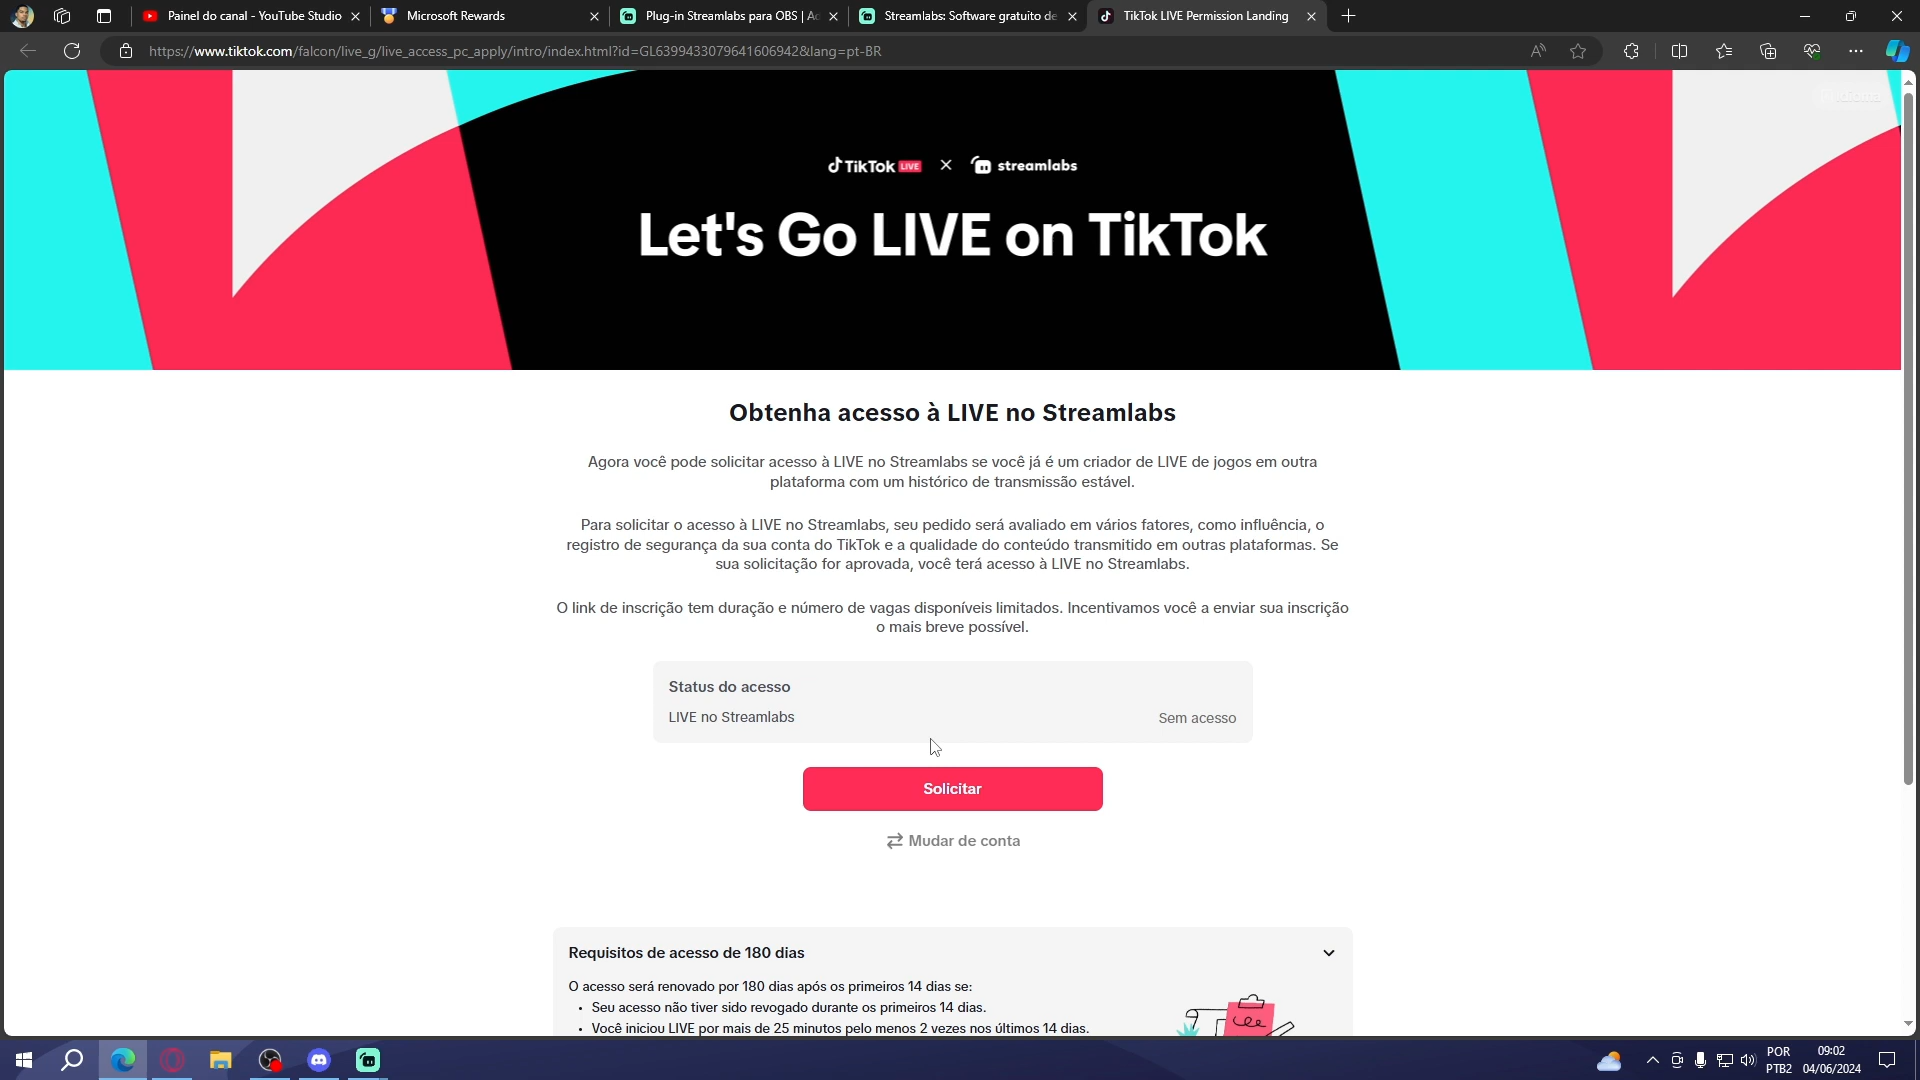 Painel do canal - YouTube Studio
Microsoft Rewards
Plug-in Streamlabs para OBS | Ad
Streamlabs: Software gratuito de
TikTok LIVE Permission Landing
https://www.tiktok.com/falcon/live_g/live_access_pc_apply/intro/index.html?id=GL6399433079641606942&lang=pt-BR
TikTok LIVE × streamlabs
Let's Go LIVE on TikTok
Obtenha acesso à LIVE no Streamlabs
Agora você pode solicitar acesso à LIVE no Streamlabs se você já é um criador de LIVE de jogos em outra
plataforma com um histórico de transmissão estável.
Para solicitar o acesso à LIVE no Streamlabs, seu pedido será avaliado em vários fatores, como influência, o
registro de segurança da sua conta do TikTok e a qualidade do conteúdo transmitido em outras plataformas. Se
sua solicitação for aprovada, você terá acesso à LIVE no Streamlabs.
O link de inscrição tem duração e número de vagas disponíveis limitados. Incentivamos você a enviar sua inscrição
o mais breve possível.
Status do acesso
LIVE no Streamlabs
Sem acesso
Solicitar
Mudar de conta
Requisitos de acesso de 180 dias
O acesso será renovado por 180 dias após os primeiros 14 dias se:
• Seu acesso não tiver sido revogado durante os primeiros 14 dias.
• Você iniciou LIVE por mais de 25 minutos pelo menos 2 vezes nos últimos 14 dias.
POR
PTB2
09:02
04/06/2024